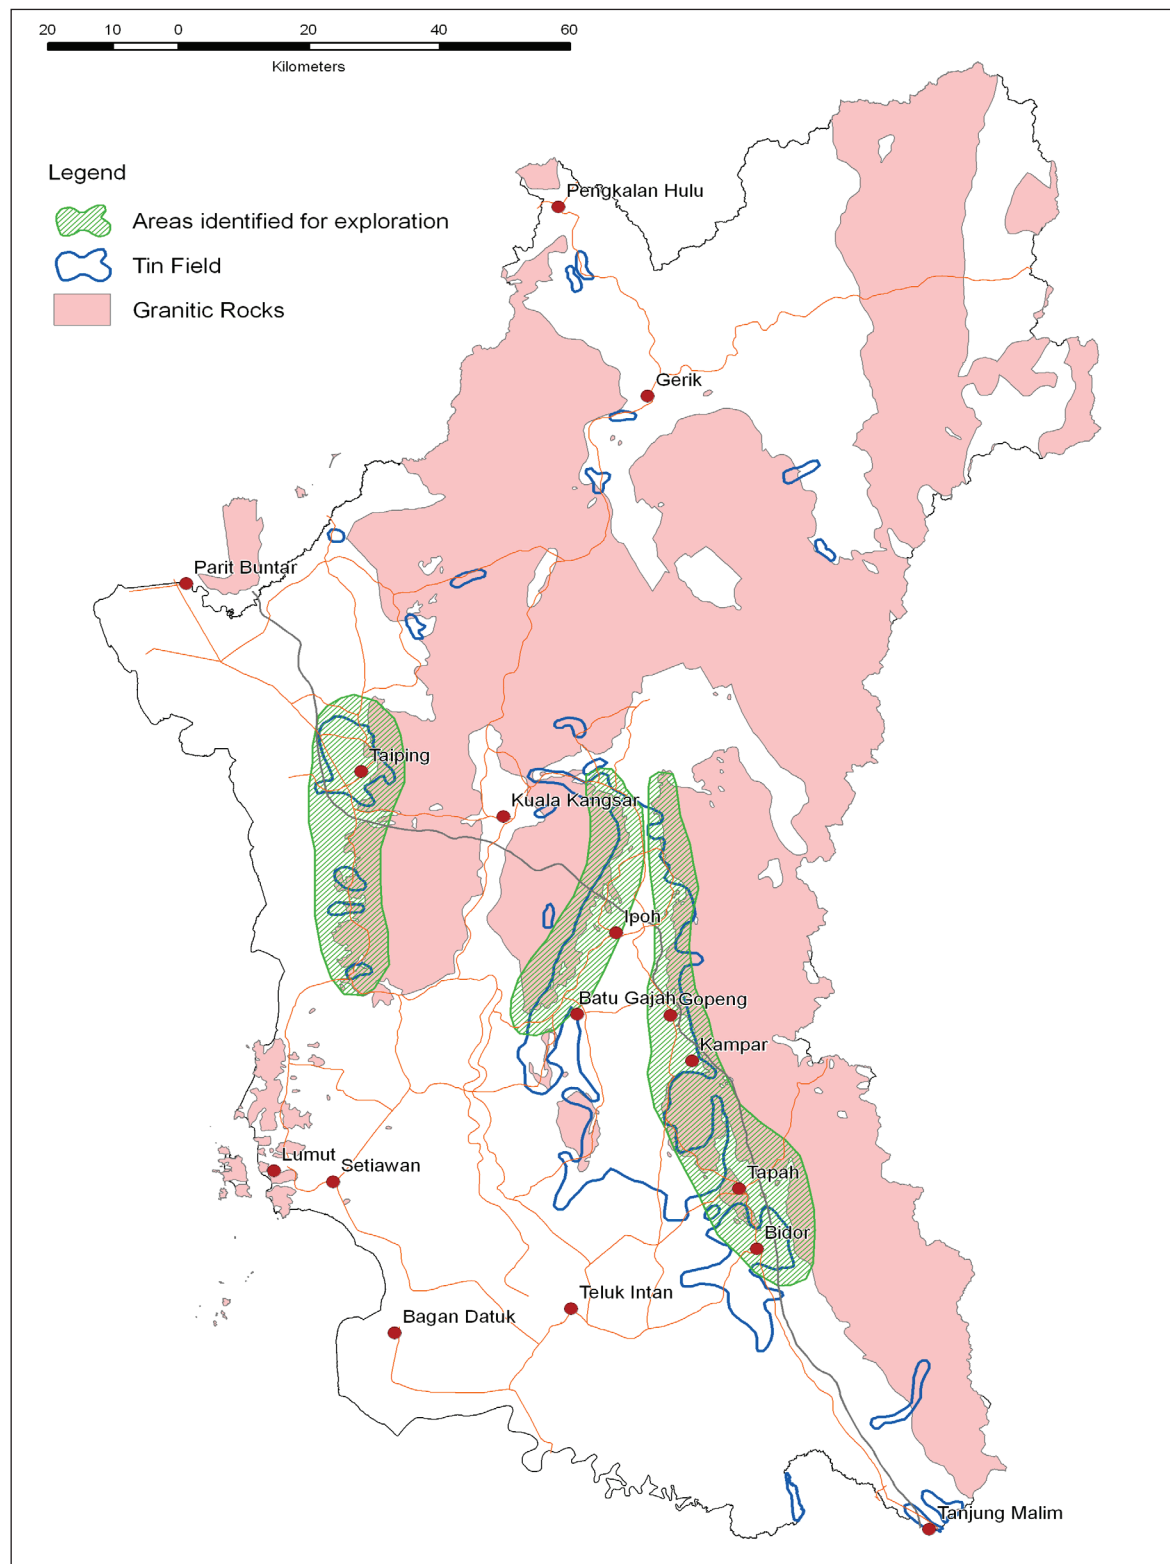 20 10 0 20 40 60
Kilometers
Legend
Areas identified for exploration
Tin Field
Granitic Rocks
Pengkalan Hulu
Gerik
Parit Buntar
Taiping
Kuala Kangsar
Ipoh
Batu Gajah
Gopeng
Kampar
Lumut
Setiawan
Tapah
Bidor
Teluk Intan
Bagan Datuk
Tanjung Malim